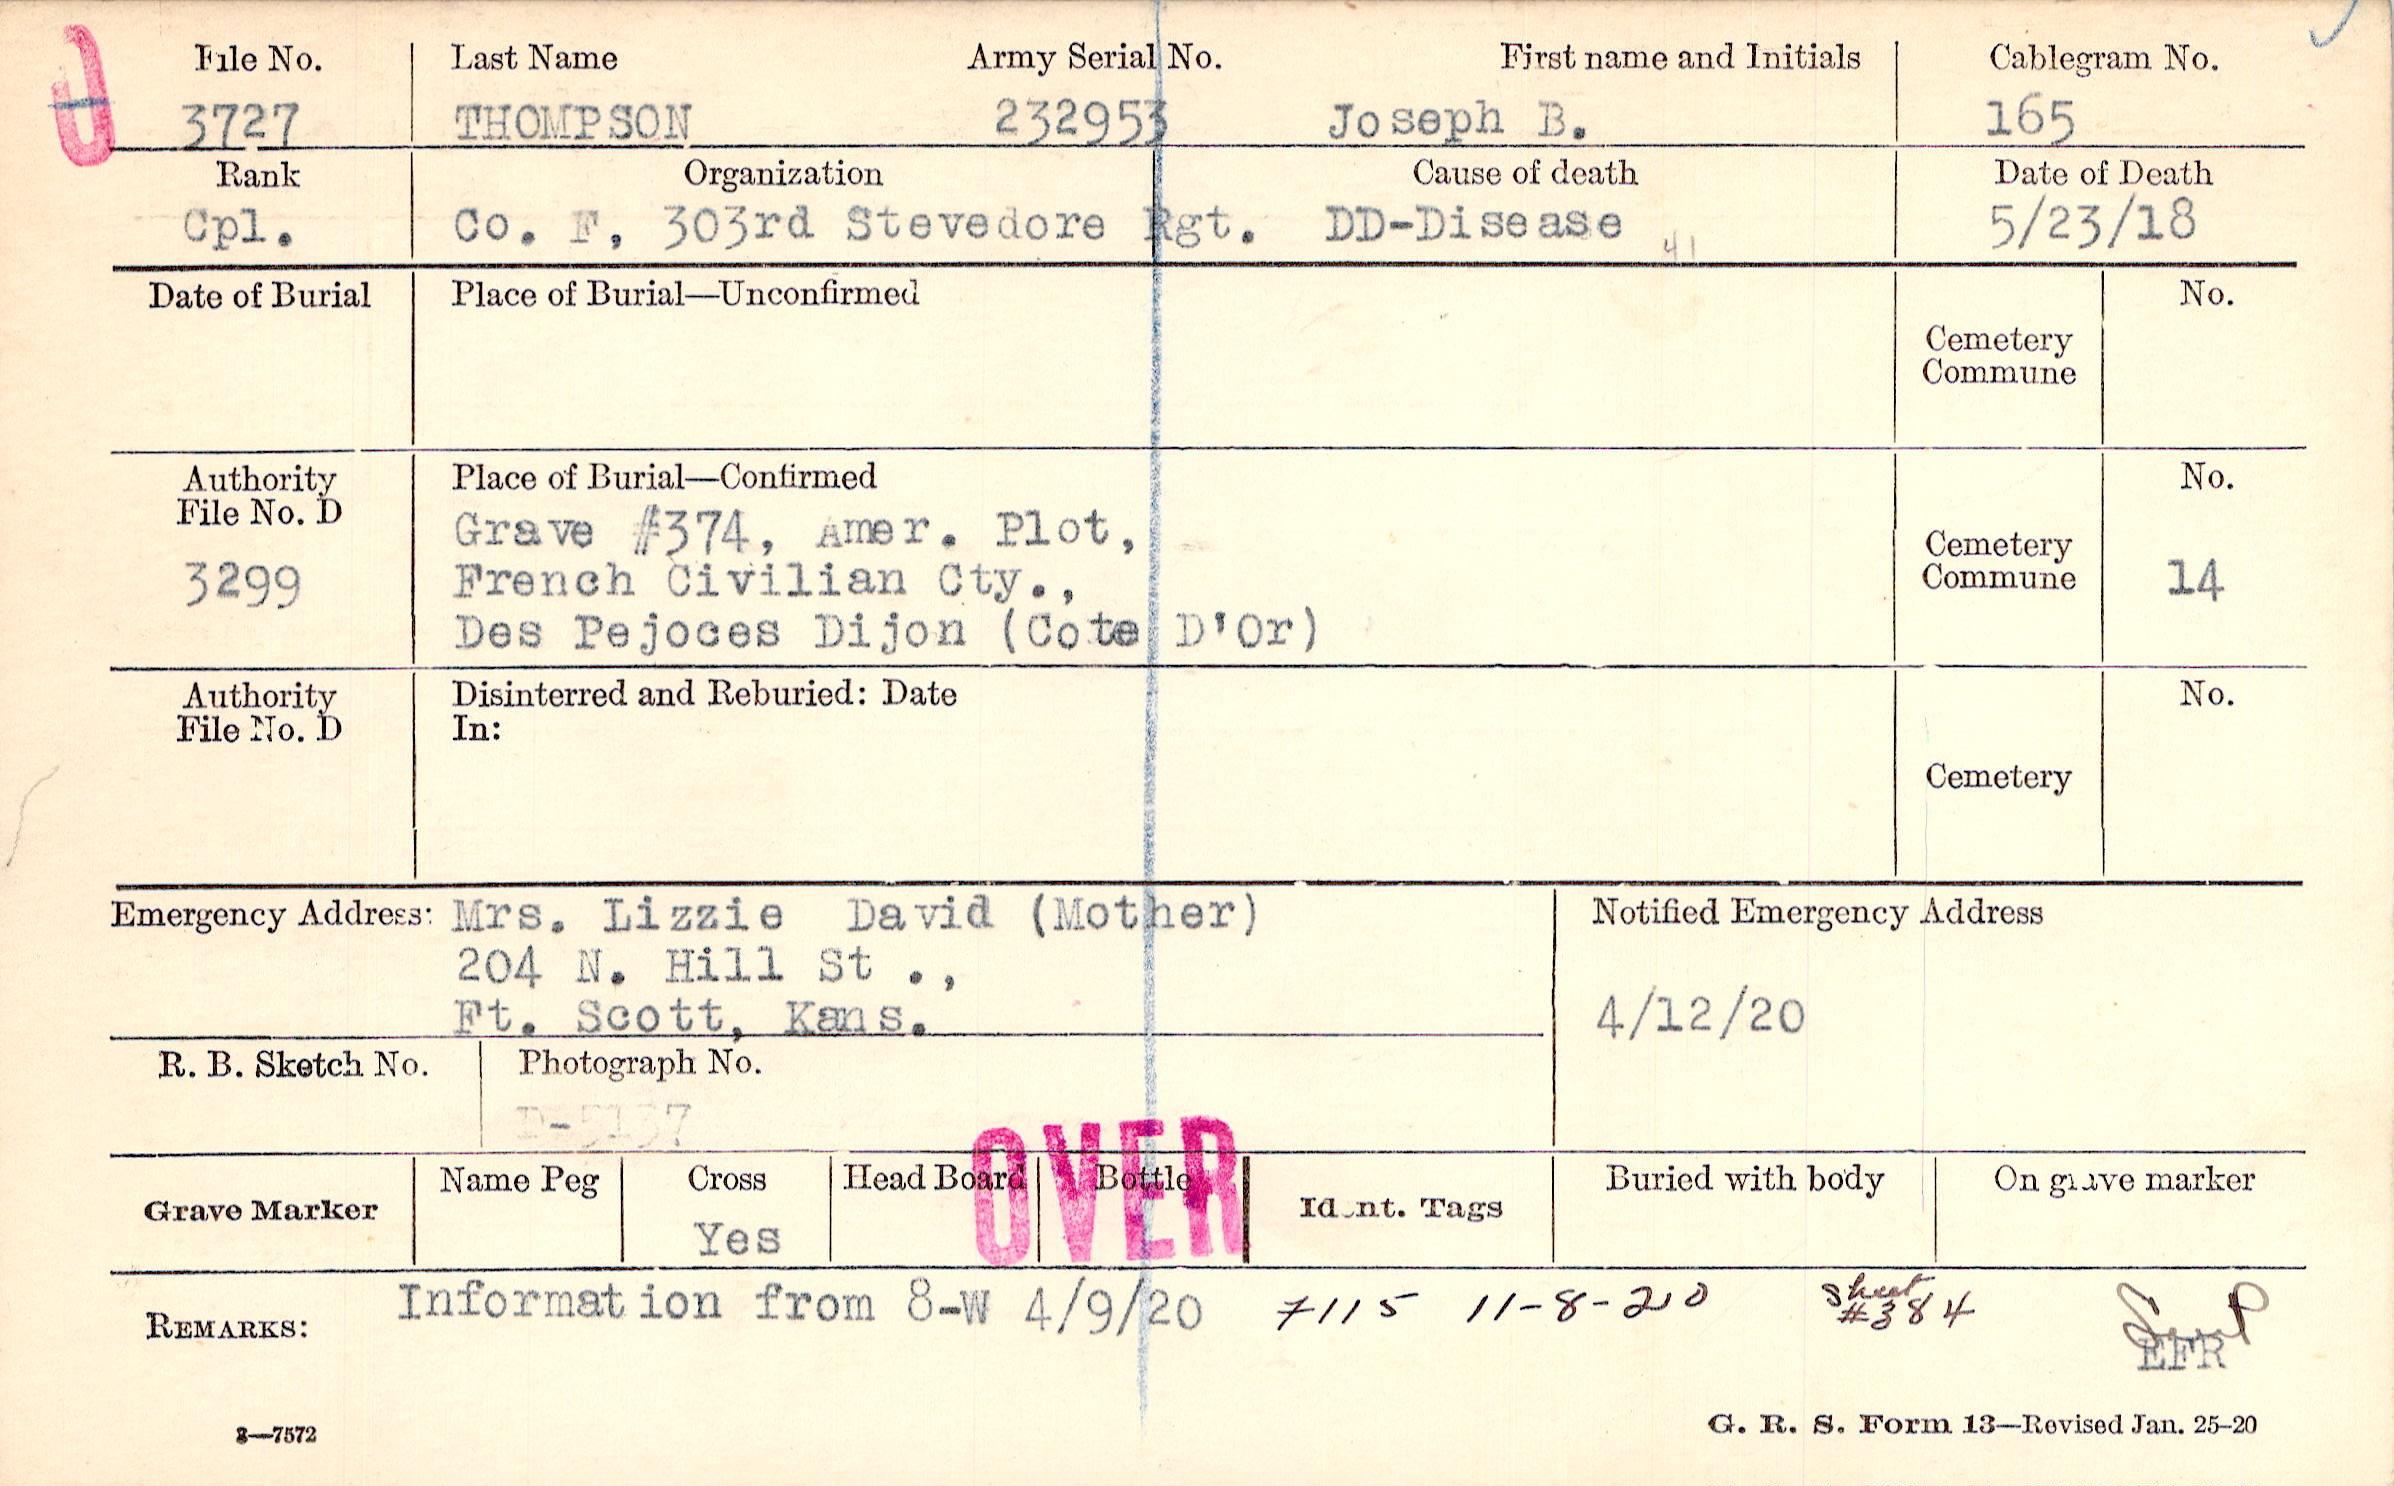 File No. Last Name Army Serial No. First name and Initials Cablegram No.
3727 THOMPSON 232953 Joseph B. 165
Rank Organization Cause of death Date of Death
Cpl. Co. F, 303rd Stevedore Rgt. DD-Disease 41 5/23/18
Date of Burial Place of Burial—Unconfirmed No.
Cemetery
Commune
Authority Place of Burial—Confirmed No.
File No. D
Grave #374, Amer. Plot,
3299 French Civilian Cty., Cemetery
Commune 14
Des Pejoces Dijon (Cote D'Or)
Authority Disinterred and Reburied: Date No.
File No. D In:
Cemetery
Emergency Address: Mrs. Lizzie David (Mother) Notified Emergency Address
204 N. Hill St .,
Ft. Scott, Kans. 4/12/20
R. B. Sketch No. Photograph No.
D-5137
OVER
Grave Marker Name Peg Cross Head Board Bottle Ident. Tags Buried with body On grave marker
Yes
REMARKS: Information from 8-W 4/9/20 7115 11-8-20 Sheet
#384
EFR
3—7572 G. R. S. Form 13—Revised Jan. 25-20